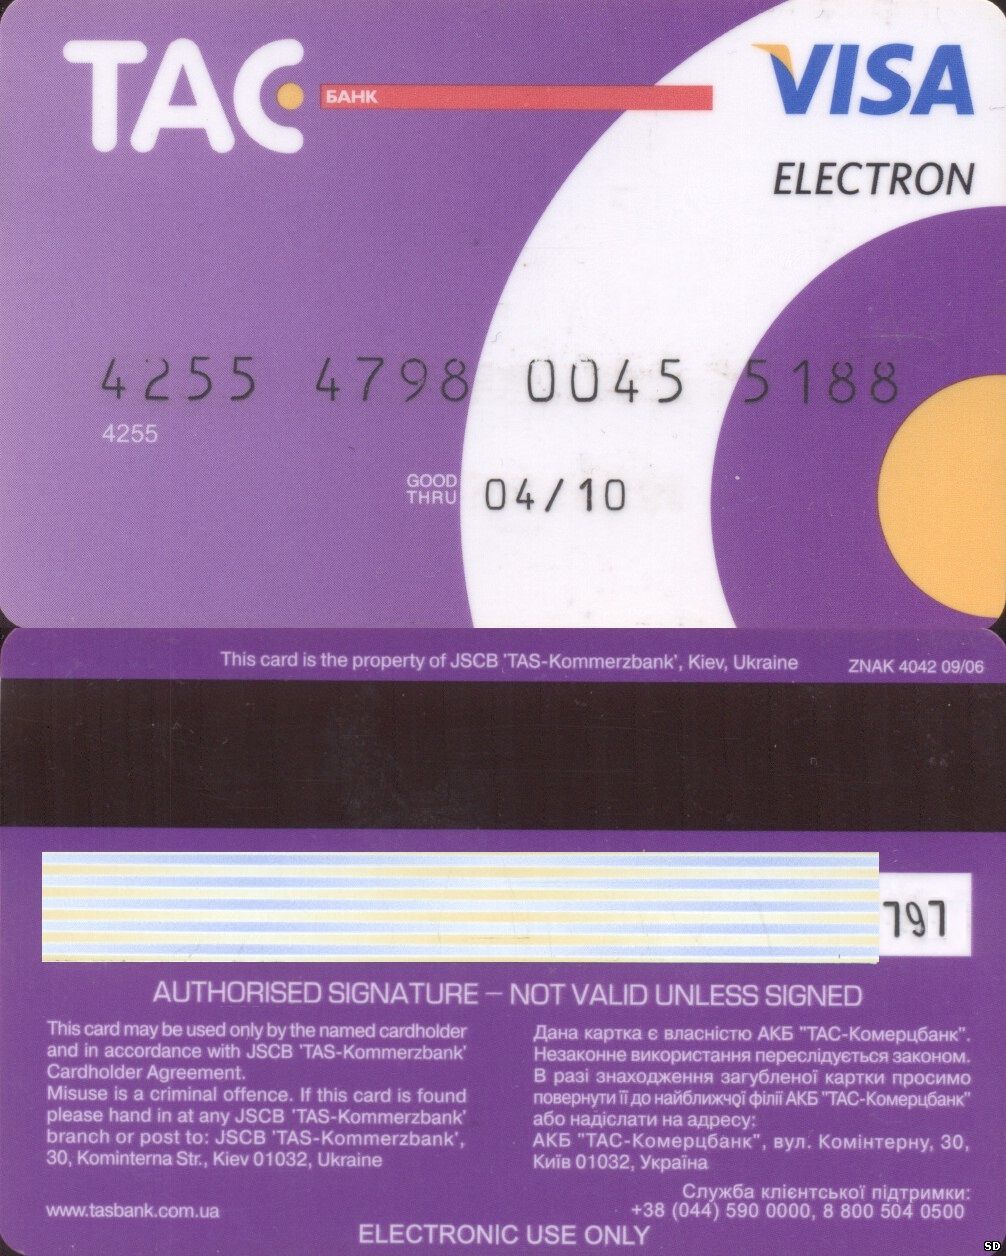 ТАС БАНК
VISA
ELECTRON
4255 4798 0045 5188
4255
GOOD THRU 04/10
This card is the property of JSCB 'TAS-Kommerzbank', Kiev, Ukraine
ZNAK 4042 09/06
797
AUTHORISED SIGNATURE – NOT VALID UNLESS SIGNED
This card may be used only by the named cardholder
and in accordance with JSCB 'TAS-Kommerzbank'
Cardholder Agreement.
Misuse is a criminal offence. If this card is found
please hand in at any JSCB 'TAS-Kommerzbank'
branch or post to: JSCB 'TAS-Kommerzbank',
30, Kominterna Str., Kiev 01032, Ukraine
Дана картка є власністю АКБ "ТАС-Комерцбанк".
Незаконне використання переслідується законом.
В разі знаходження загубленої картки просимо
повернути її до найближчої філії АКБ "ТАС-Комерцбанк"
або надіслати на адресу:
АКБ "ТАС-Комерцбанк", вул. Комінтерну, 30,
Київ 01032, Україна
Служба клієнтської підтримки:
www.tasbank.com.ua
+38 (044) 590 0000, 8 800 504 0500
ELECTRONIC USE ONLY
SD